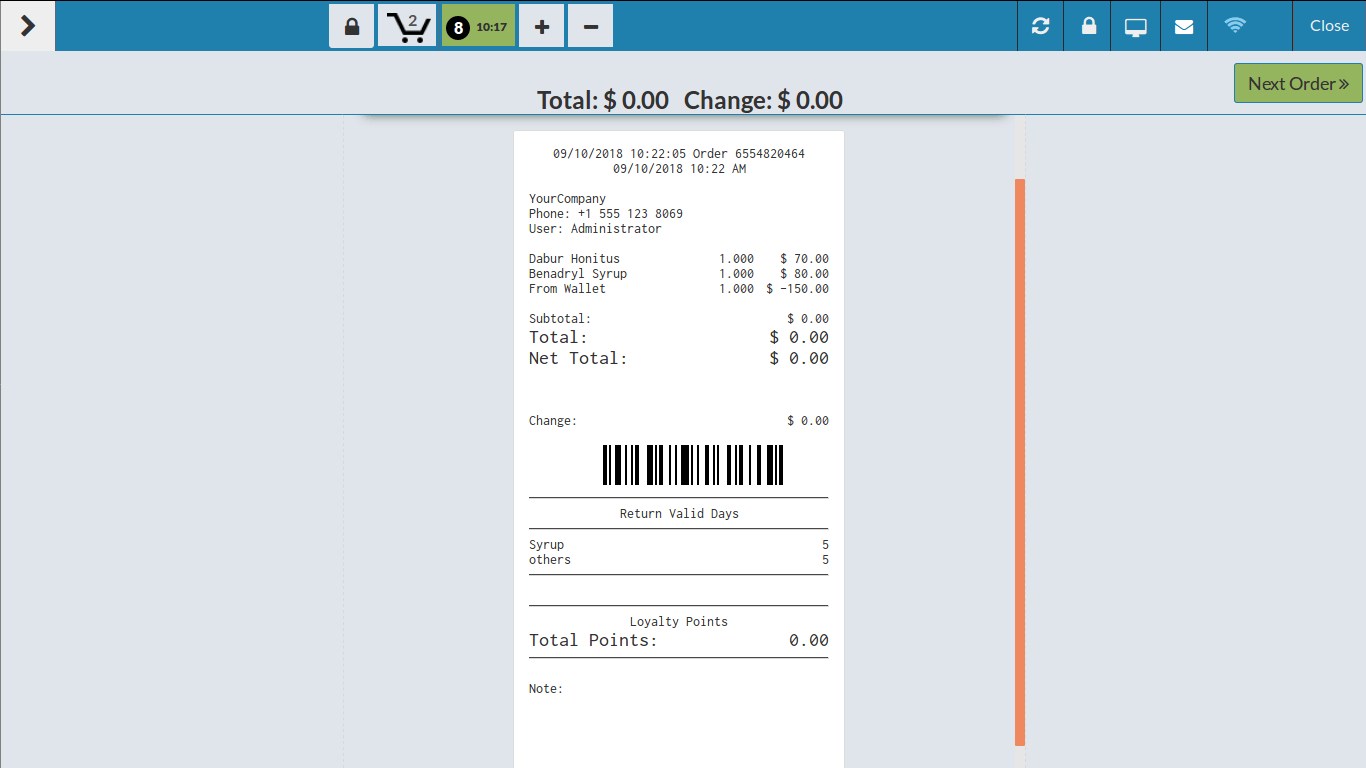 2
8 10:17
Close
Next Order
Total: $ 0.00 Change: $ 0.00
09/10/2018 10:22:05 Order 6554820464
09/10/2018 10:22 AM
YourCompany
Phone: +1 555 123 8069
User: Administrator
Dabur Honitus 1.000 $ 70.00
Benadryl Syrup 1.000 $ 80.00
From Wallet 1.000 $ -150.00
Subtotal: $ 0.00
Total: $ 0.00
Net Total: $ 0.00
Change: $ 0.00
Return Valid Days
Syrup 5
others 5
Loyalty Points
Total Points: 0.00
Note: